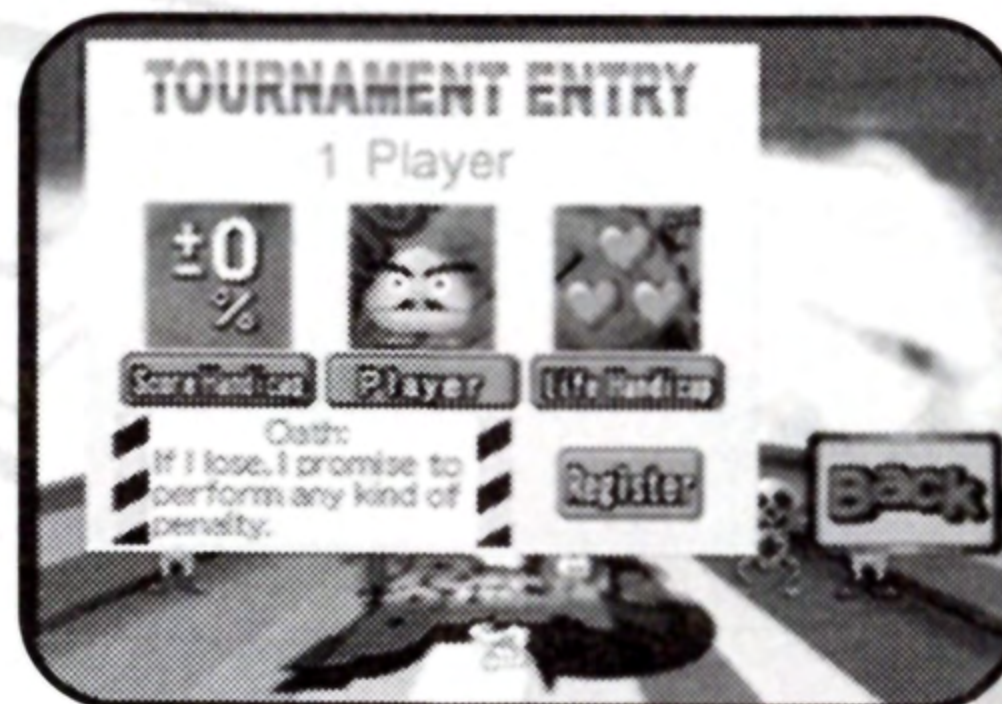 TOURNAMENT ENTRY
1 Player
±0
%
Score Handicap Player Life Handicap
Oath:
If I lose, I promise to
perform any kind of
penalty.
Register
Back